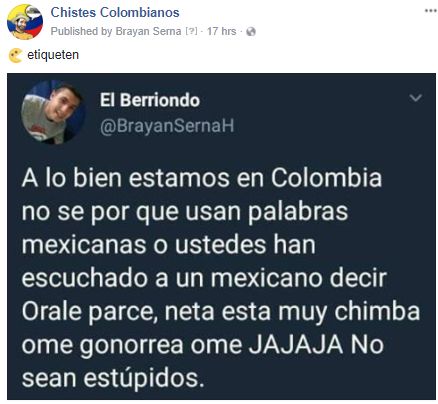 Chistes Colombianos
Published by Brayan Serna [?] · 17 hrs ·
etiqueten
El Berriondo
@BrayanSernaH
A lo bien estamos en Colombia
no se por que usan palabras
mexicanas o ustedes han
escuchado a un mexicano decir
Orale parce, neta esta muy chimba
ome gonorrea ome JAJAJA No
sean estúpidos.